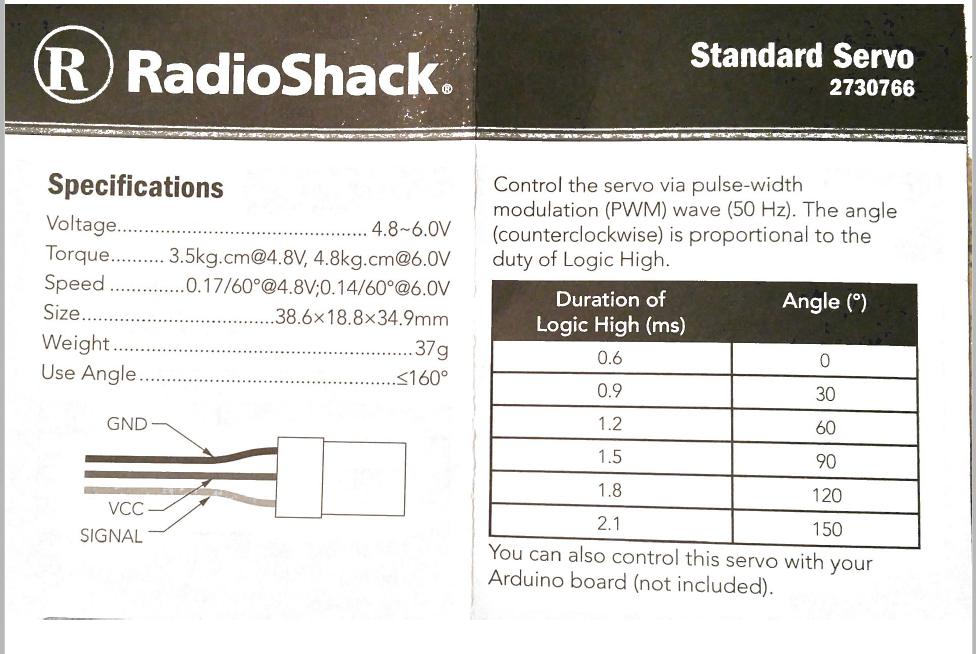 R RadioShack®
Standard Servo
2730766
Specifications
Voltage................................................ 4.8~6.0V
Torque.......... 3.5kg.cm@4.8V, 4.8kg.cm@6.0V
Speed ..............0.17/60°@4.8V;0.14/60°@6.0V
Size.....................................38.6×18.8×34.9mm
Weight.........................................................37g
Use Angle.................................................≤160°
GND
VCC
SIGNAL
Control the servo via pulse-width
modulation (PWM) wave (50 Hz). The angle
(counterclockwise) is proportional to the
duty of Logic High.
Duration of
Logic High (ms)
Angle (°)
0.6 0
0.9 30
1.2 60
1.5 90
1.8 120
2.1 150
You can also control this servo with your
Arduino board (not included).